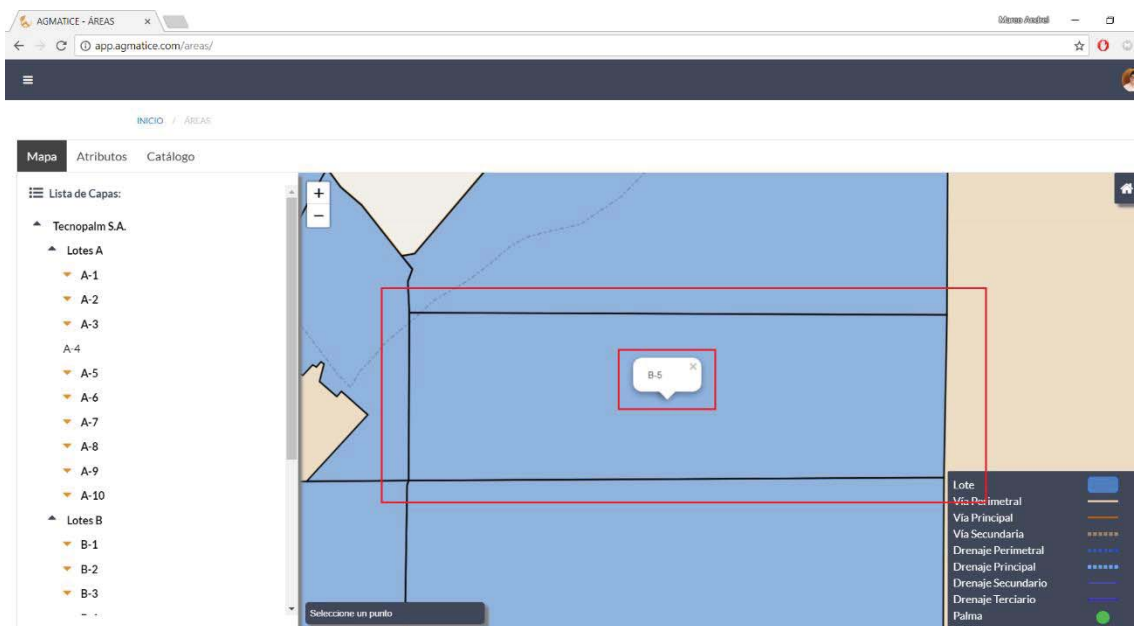 AGMATICE - ÁREAS
app.agmatice.com/areas/
INICIO / ÁREAS
Mapa Atributos Catálogo
Lista de Capas:
Tecnopalm S.A.
Lotes A
A-1
A-2
A-3
A-4
A-5
A-6
A-7
A-8
A-9
A-10
Lotes B
B-1
B-2
B-3
+
−
B-5 ×
Seleccione un punto
Lote
Vía Perimetral
Vía Principal
Vía Secundaria
Drenaje Perimetral
Drenaje Principal
Drenaje Secundario
Drenaje Terciario
Palma